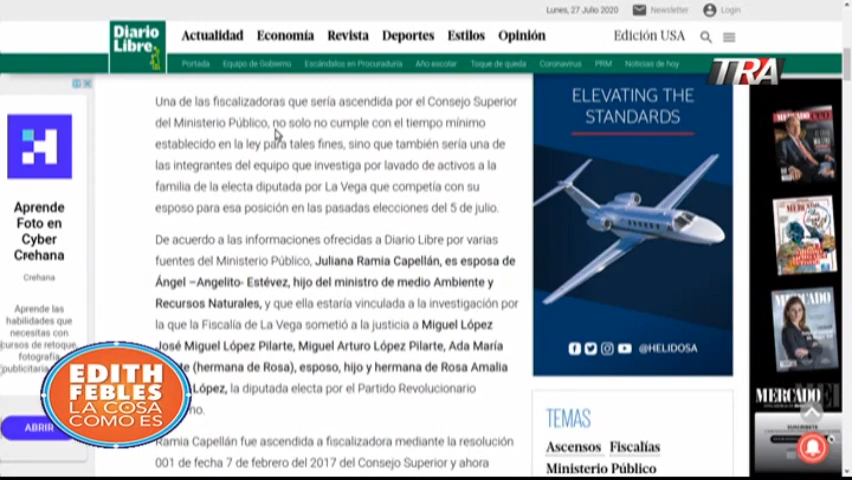 Lunes, 27 Julio 2020
Newsletter
Login
Diario
Libre
Actualidad Economía Revista Deportes Estilos Opinión
Edición USA
Portada Equipo de Gobierno Escándalos en Procuraduría Año escolar Toque de queda Coronavirus PRM Noticias de hoy
TRA
Una de las fiscalizadoras que sería ascendida por el Consejo Superior
del Ministerio Público, no solo no cumple con el tiempo mínimo
establecido en la ley para tales fines, sino que también sería una de
las integrantes del equipo que investiga por lavado de activos a la
familia de la electa diputada por La Vega que competía con su
esposo para esa posición en las pasadas elecciones del 5 de julio.
De acuerdo a las informaciones ofrecidas a Diario Libre por varias
fuentes del Ministerio Público, Juliana Ramia Capellán, es esposa de
Ángel –Angelito- Estévez, hijo del ministro de medio Ambiente y
Recursos Naturales, y que ella estaría vinculada a la investigación por
la que la Fiscalía de La Vega sometió a la justicia a Miguel López
José Miguel López Pilarte, Miguel Arturo López Pilarte, Ada María
(hermana de Rosa), esposo, hijo y hermana de Rosa Amalia
López, la diputada electa por el Partido Revolucionario
Ramia Capellán fue ascendida a fiscalizadora mediante la resolución
001 de fecha 7 de febrero del 2017 del Consejo Superior y ahora
Aprende
Foto en
Cyber
Crehana
Crehana
Aprende las
habilidades que
necesitas con
cursos de retoque,
fotografía
publicitaria
ABRIR
EDITH
FEBLES
LA COSA
COMO ES
ELEVATING THE
STANDARDS
@HELIDOSA
TEMAS
Ascensos Fiscalías
Ministerio Público
MERCADO
MERCADO
MERCADO